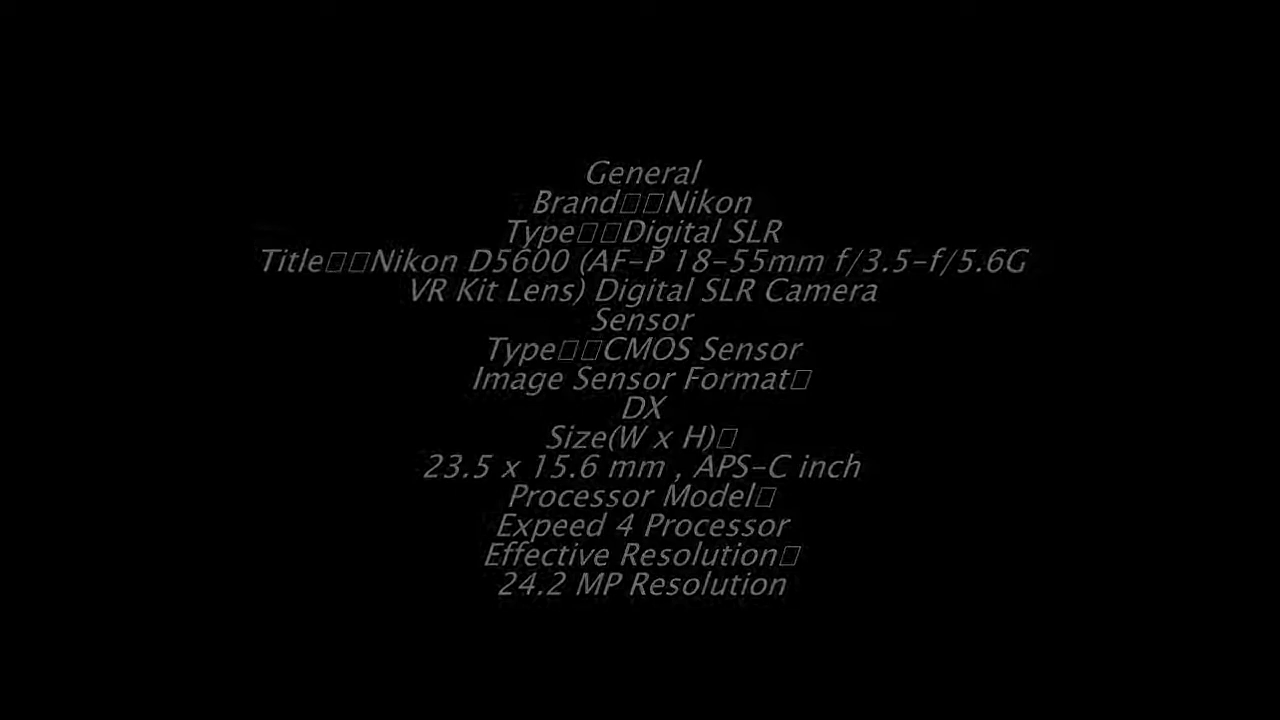 General
Brand□□Nikon
Type□□Digital SLR
Title□□Nikon D5600 (AF-P 18-55mm f/3.5-f/5.6G
VR Kit Lens) Digital SLR Camera
Sensor
Type□□CMOS Sensor
Image Sensor Format□
DX
Size(W x H)□
23.5 x 15.6 mm , APS-C inch
Processor Model□
Expeed 4 Processor
Effective Resolution□
24.2 MP Resolution